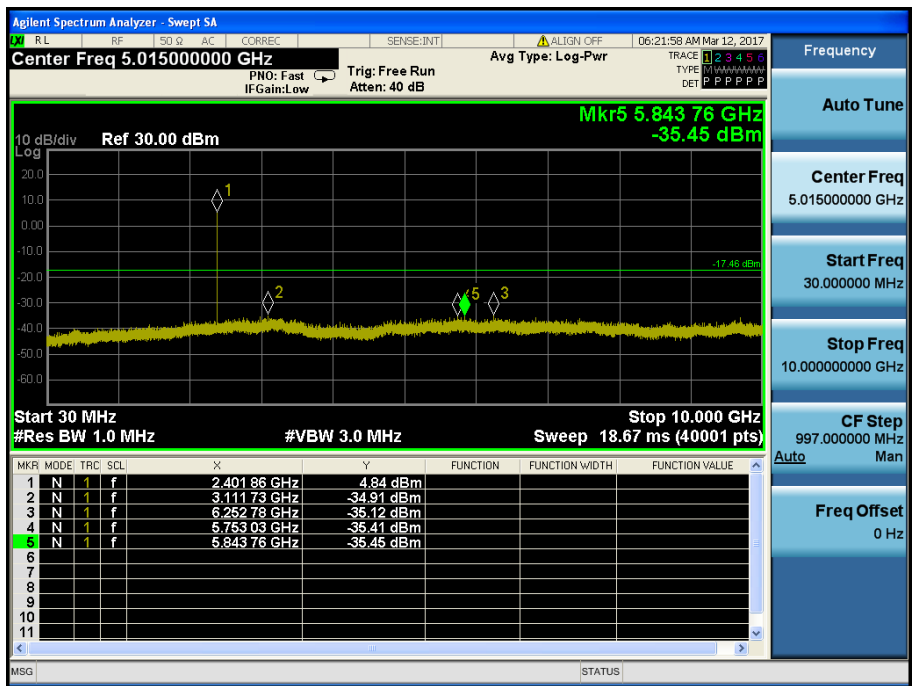 Agilent Spectrum Analyzer - Swept SA
LXI RL RF 50 Ω AC CORREC SENSE:INT ALIGN OFF 06:21:58 AM Mar 12, 2017
Center Freq 5.015000000 GHz
PNO: Fast
IFGain:Low
Trig: Free Run
Atten: 40 dB
Avg Type: Log-Pwr
TRACE 1 2 3 4 5 6
TYPE MWWWWW
DET P P P P P P
Mkr5 5.843 76 GHz
-35.45 dBm
10 dB/div Ref 30.00 dBm
Log
20.0
10.0
0.00
-10.0
-20.0
-30.0
-40.0
-50.0
-60.0
1
2
5
3
-17.46 dBm
Start 30 MHz Stop 10.000 GHz
#Res BW 1.0 MHz #VBW 3.0 MHz Sweep 18.67 ms (40001 pts)
MKR MODE TRC SCL X Y FUNCTION FUNCTION WIDTH FUNCTION VALUE
1 N 1 f 2.401 86 GHz 4.84 dBm
2 N 1 f 3.111 73 GHz -34.91 dBm
3 N 1 f 6.252 78 GHz -35.12 dBm
4 N 1 f 5.753 03 GHz -35.41 dBm
5 N 1 f 5.843 76 GHz -35.45 dBm
6
7
8
9
10
11
MSG STATUS
Frequency
Auto Tune
Center Freq
5.015000000 GHz
Start Freq
30.000000 MHz
Stop Freq
10.000000000 GHz
CF Step
997.000000 MHz
Auto Man
Freq Offset
0 Hz